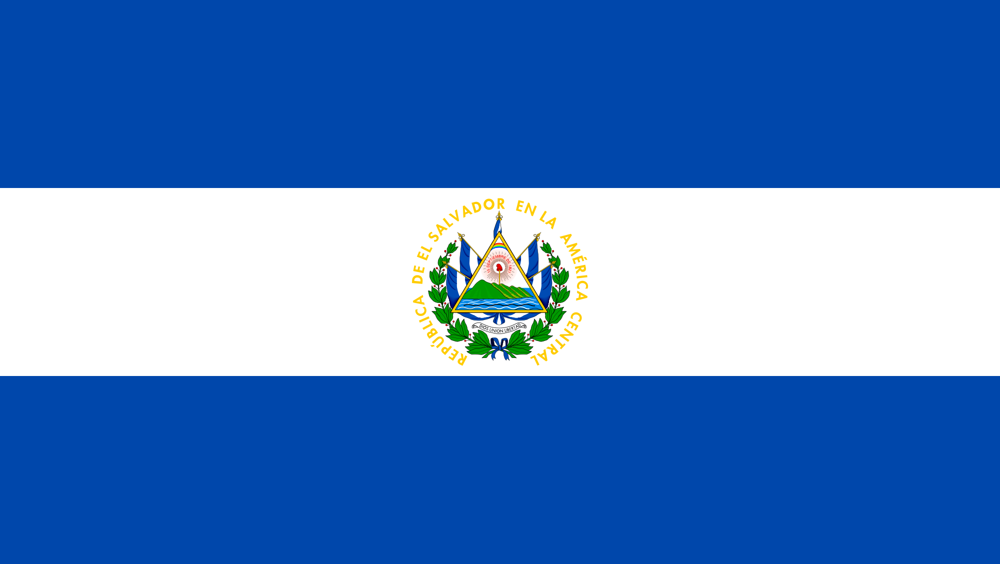 REPÚBLICA DE EL SALVADOR EN LA AMÉRICA CENTRAL
15 SEPTIEMBRE DE 1821
DIOS UNION LIBERTAD